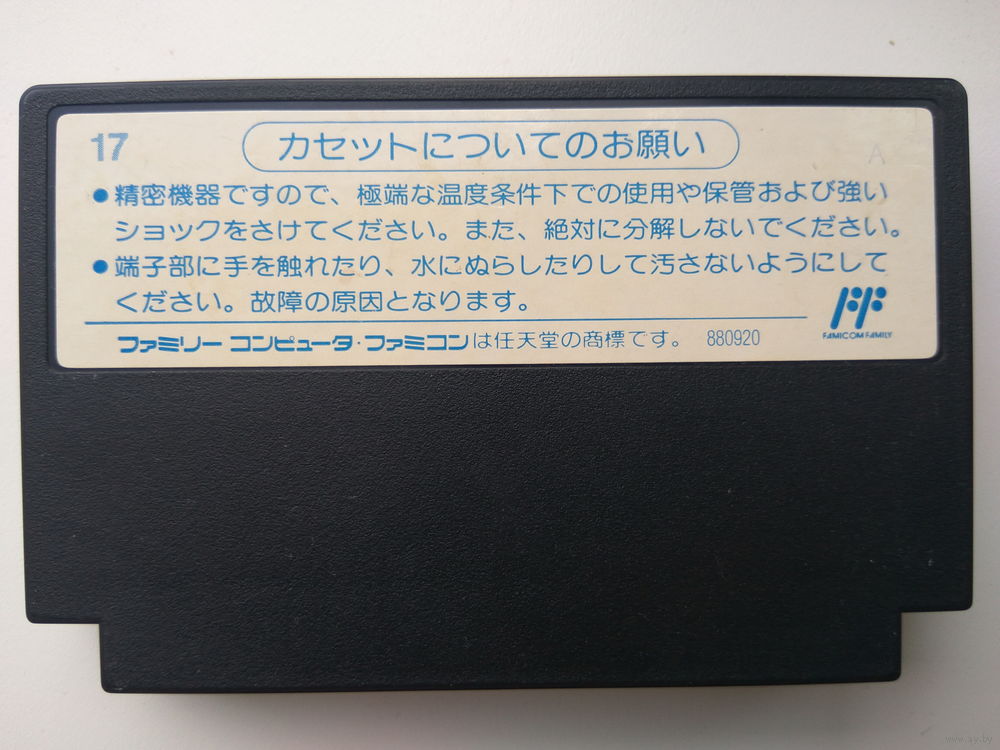 17
カセットについてのお願い
A
●精密機器ですので、極端な温度条件下での使用や保管および強い
ショックをさけてください。また、絶対に分解しないでください。
●端子部に手を触れたり、水にぬらしたりして汚さないようにして
ください。故障の原因となります。
FAMICOM FAMILY
ファミリー コンピュータ・ファミコンは任天堂の商標です。 880920
www.ay.by